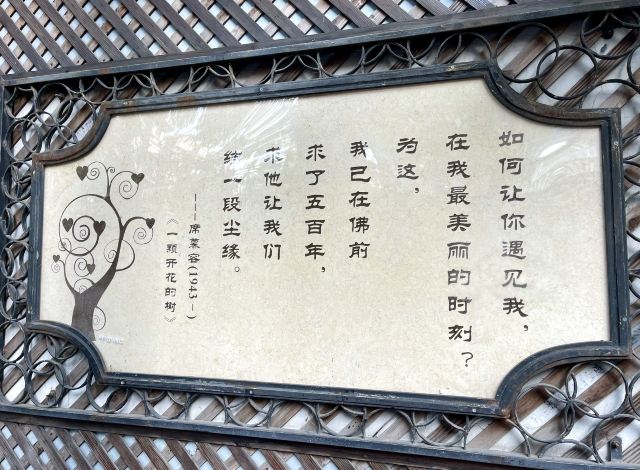 如何让你遇见我，
在我最美丽的时刻？
为这，
我已在佛前
求了五百年，
求他让我们
结一段尘缘。
———席慕容(1943－)
《一颗开花的树》